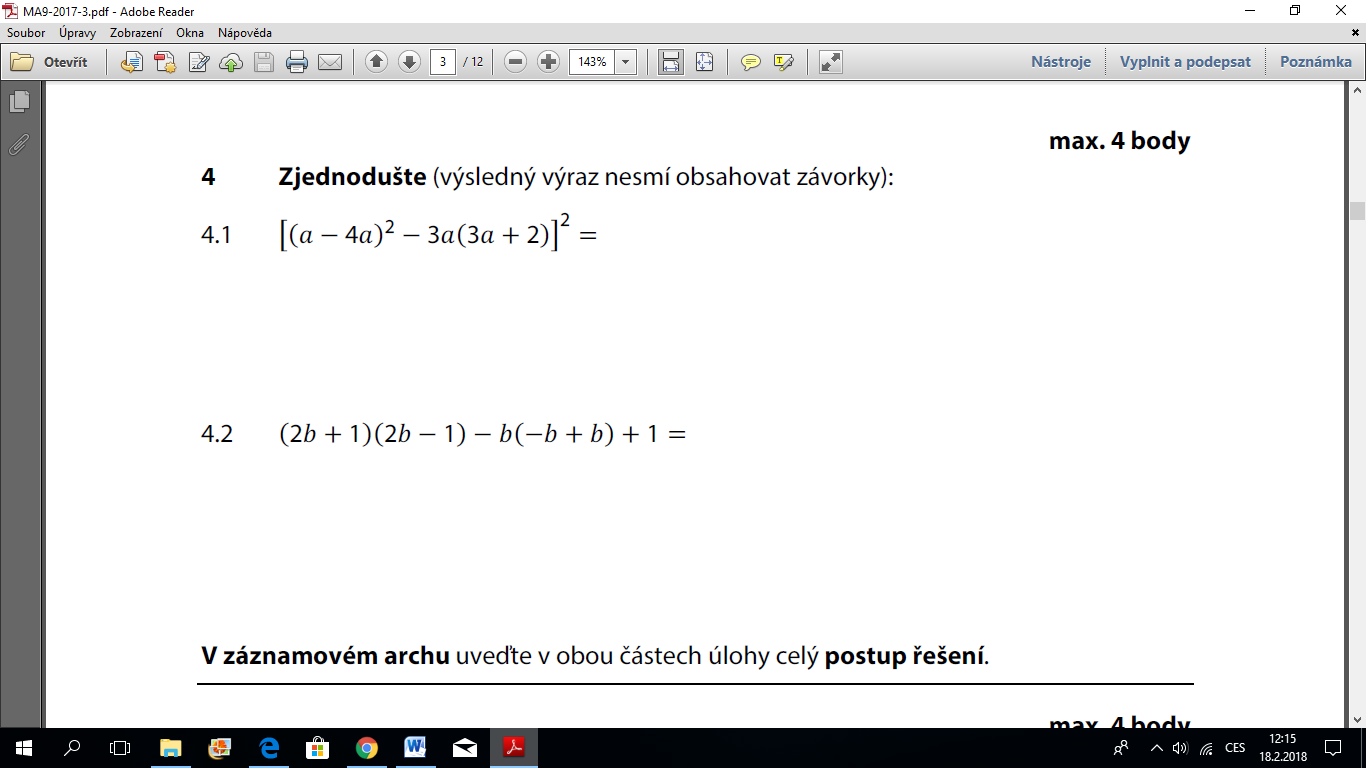 MA9-2017-3.pdf - Adobe Reader
Soubor Úpravy Zobrazení Okna Nápověda
Otevřít 3 / 12 143% Nástroje Vyplnit a podepsat Poznámka
max. 4 body
4 Zjednodušte (výsledný výraz nesmí obsahovat závorky):
4.1 [(a − 4a)² − 3a(3a + 2)]² =
4.2 (2b + 1)(2b − 1) − b(−b + b) + 1 =
V záznamovém archu uveďte v obou částech úlohy celý postup řešení.
max. 4 body
CES 12:15
18.2.2018